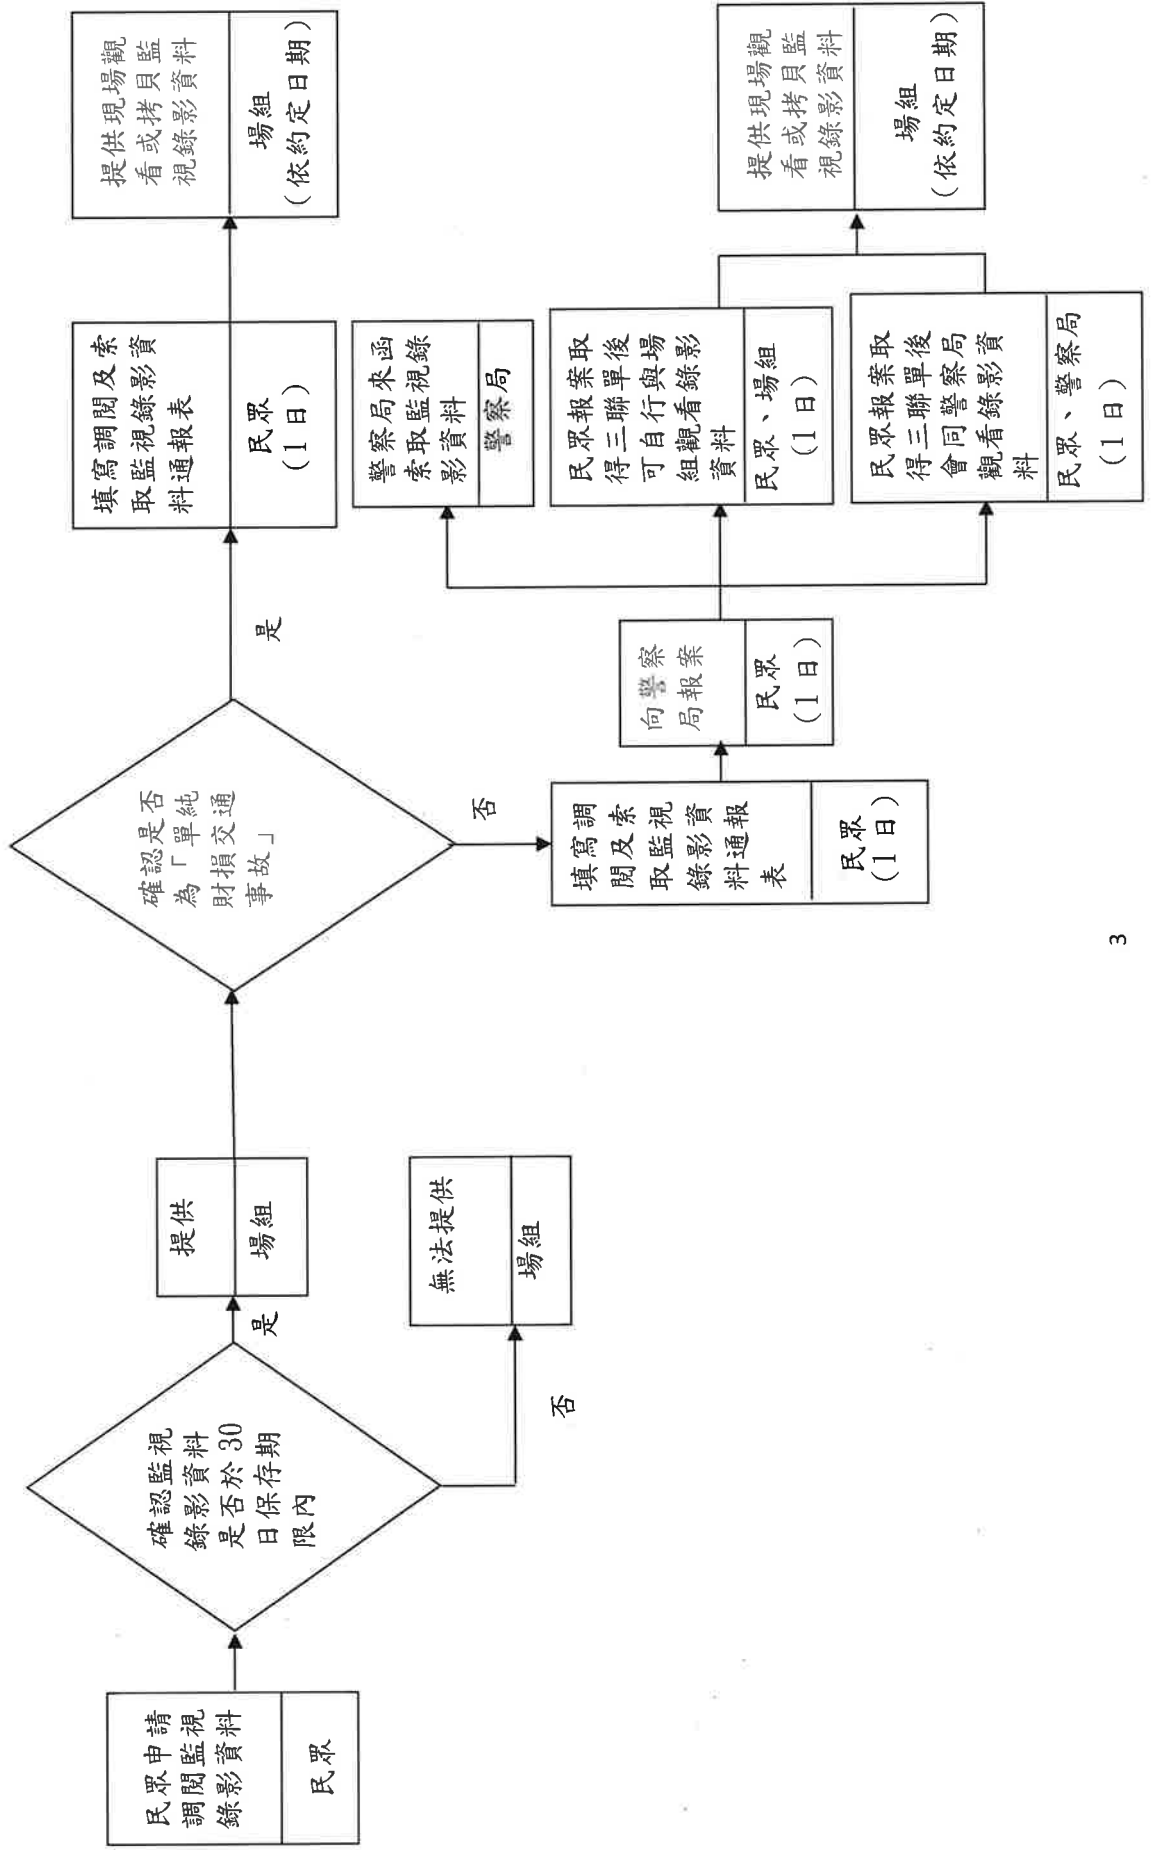 民眾申請
調閱監視
錄影資料
民眾
確認監視
錄影資料
是否於 30
日保存期
限內
是
提供
場組
否
無法提供
場組
確認是否
為「單純
財損交通
事故」
是
填寫調閱及索
取監視錄影資
料通報表
民眾
(1 日)
提供現場觀
看或拷貝監
視錄影資料
場組
(依約定日期)
否
填寫調
閱及索
取監視
錄影資
料通報
表
民眾
(1 日)
向警察
局報案
民眾
(1 日)
警察局來函
索取監視錄
影資料
警察局
民眾報案取
得三聯單後
可自行與場
組觀看錄影
資料
民眾、場組
(1 日)
民眾報案取
得三聯單後
會同警察局
觀看錄影資
料
民眾、警察局
(1 日)
提供現場觀
看或拷貝監
視錄影資料
場組
(依約定日期)
3